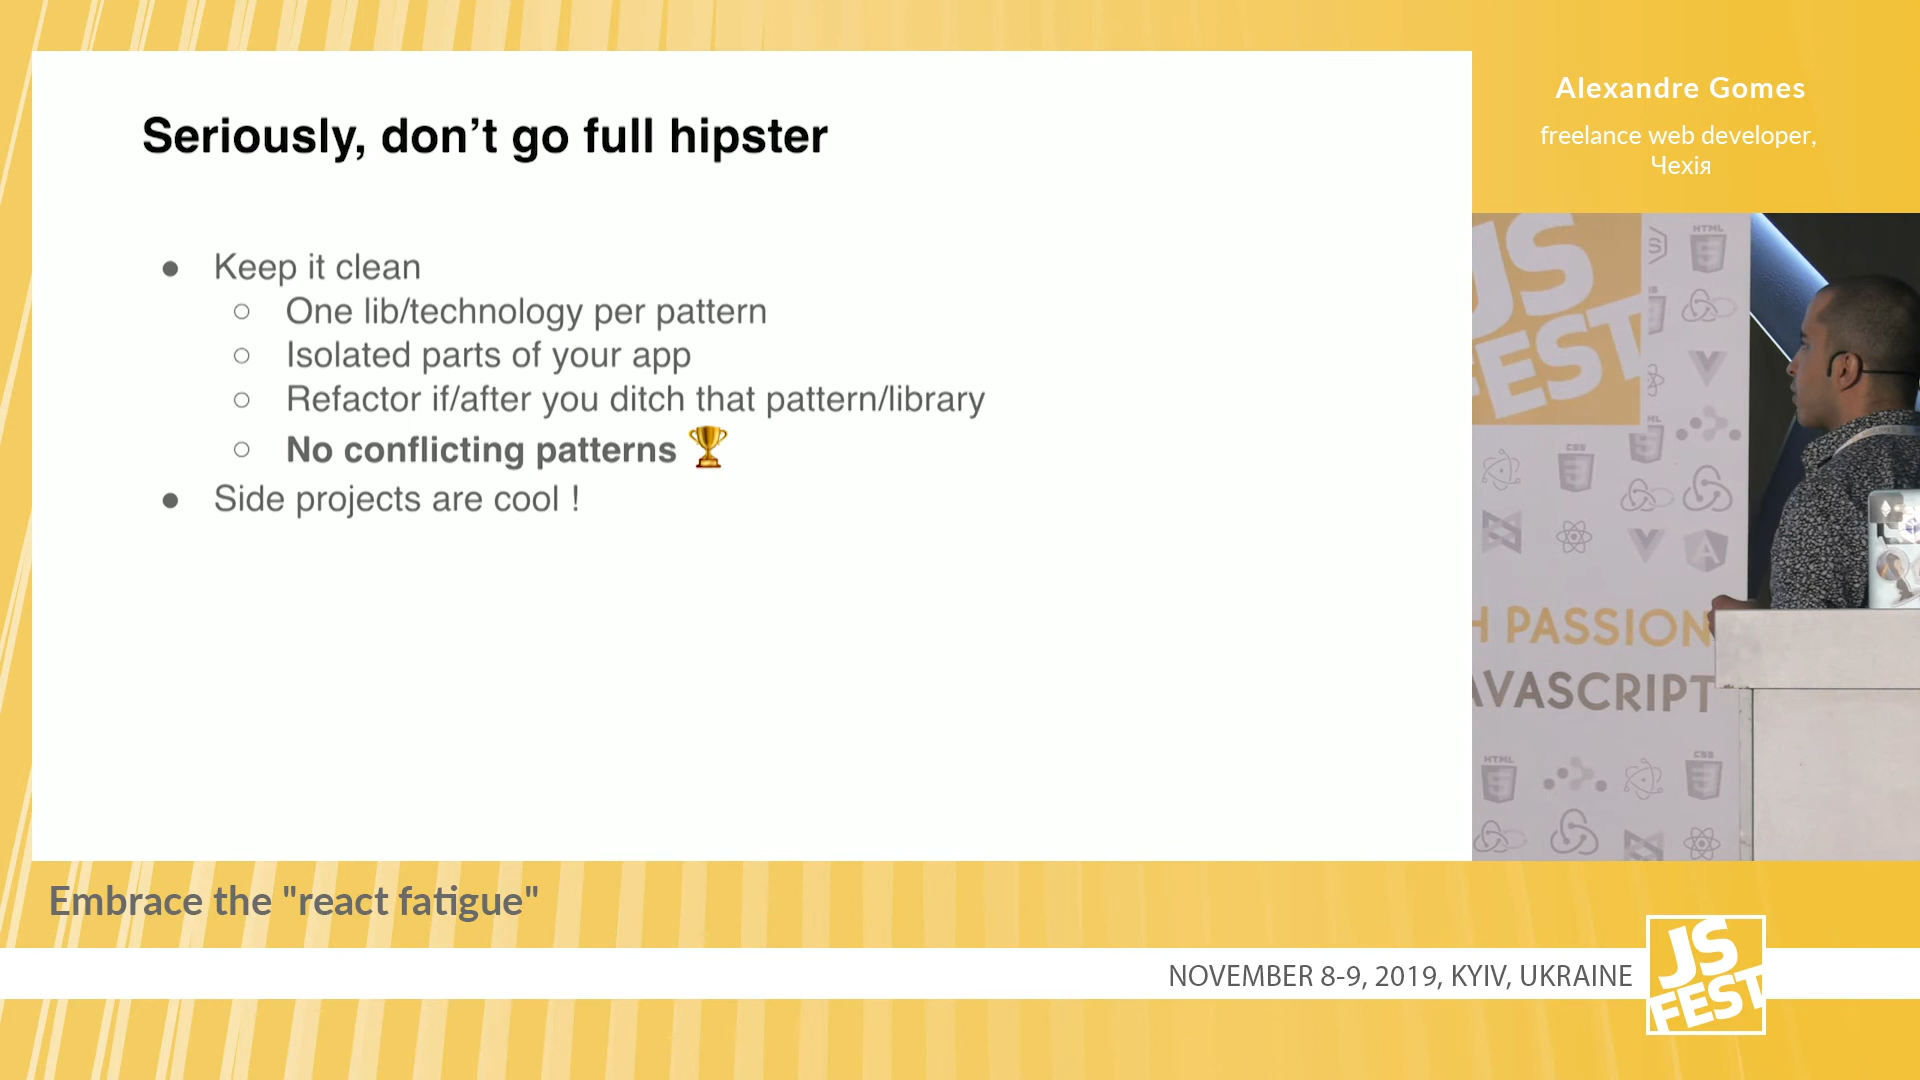 Seriously, don’t go full hipster
Keep it clean
One lib/technology per pattern
Isolated parts of your app
Refactor if/after you ditch that pattern/library
No conflicting patterns 🏆
Side projects are cool !
Alexandre Gomes
freelance web developer,
Чехія
JS
FEST
HTML
CSS
H PASSION
AVASCRIPT
HTML
CSS
Embrace the "react fatigue"
NOVEMBER 8-9, 2019, KYIV, UKRAINE
JS
FEST